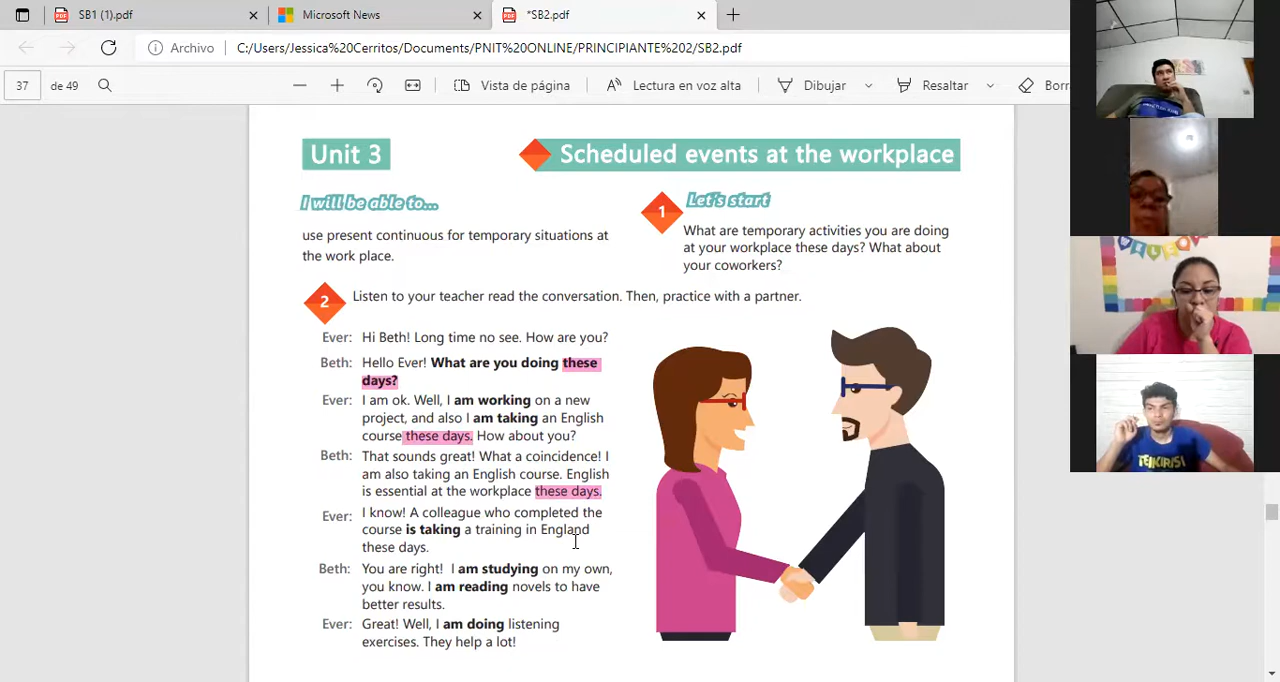 SB1 (1).pdf
Microsoft News
*SB2.pdf
Archivo
C:/Users/Jessica%20Cerritos/Documents/PNIT%20ONLINE/PRINCIPIANTE%202/SB2.pdf
37
de 49
Vista de página
Lectura en voz alta
Dibujar
Resaltar
Borr
Unit 3
Scheduled events at the workplace
I will be able to...
use present continuous for temporary situations at
the work place.
1
Let's start
What are temporary activities you are doing
at your workplace these days? What about
your coworkers?
2
Listen to your teacher read the conversation. Then, practice with a partner.
Ever: Hi Beth! Long time no see. How are you?
Beth: Hello Ever! What are you doing these
days?
Ever: I am ok. Well, I am working on a new
project, and also I am taking an English
course these days. How about you?
Beth: That sounds great! What a coincidence! I
am also taking an English course. English
is essential at the workplace these days.
Ever: I know! A colleague who completed the
course is taking a training in England
these days.
Beth: You are right! I am studying on my own,
you know. I am reading novels to have
better results.
Ever: Great! Well, I am doing listening
exercises. They help a lot!